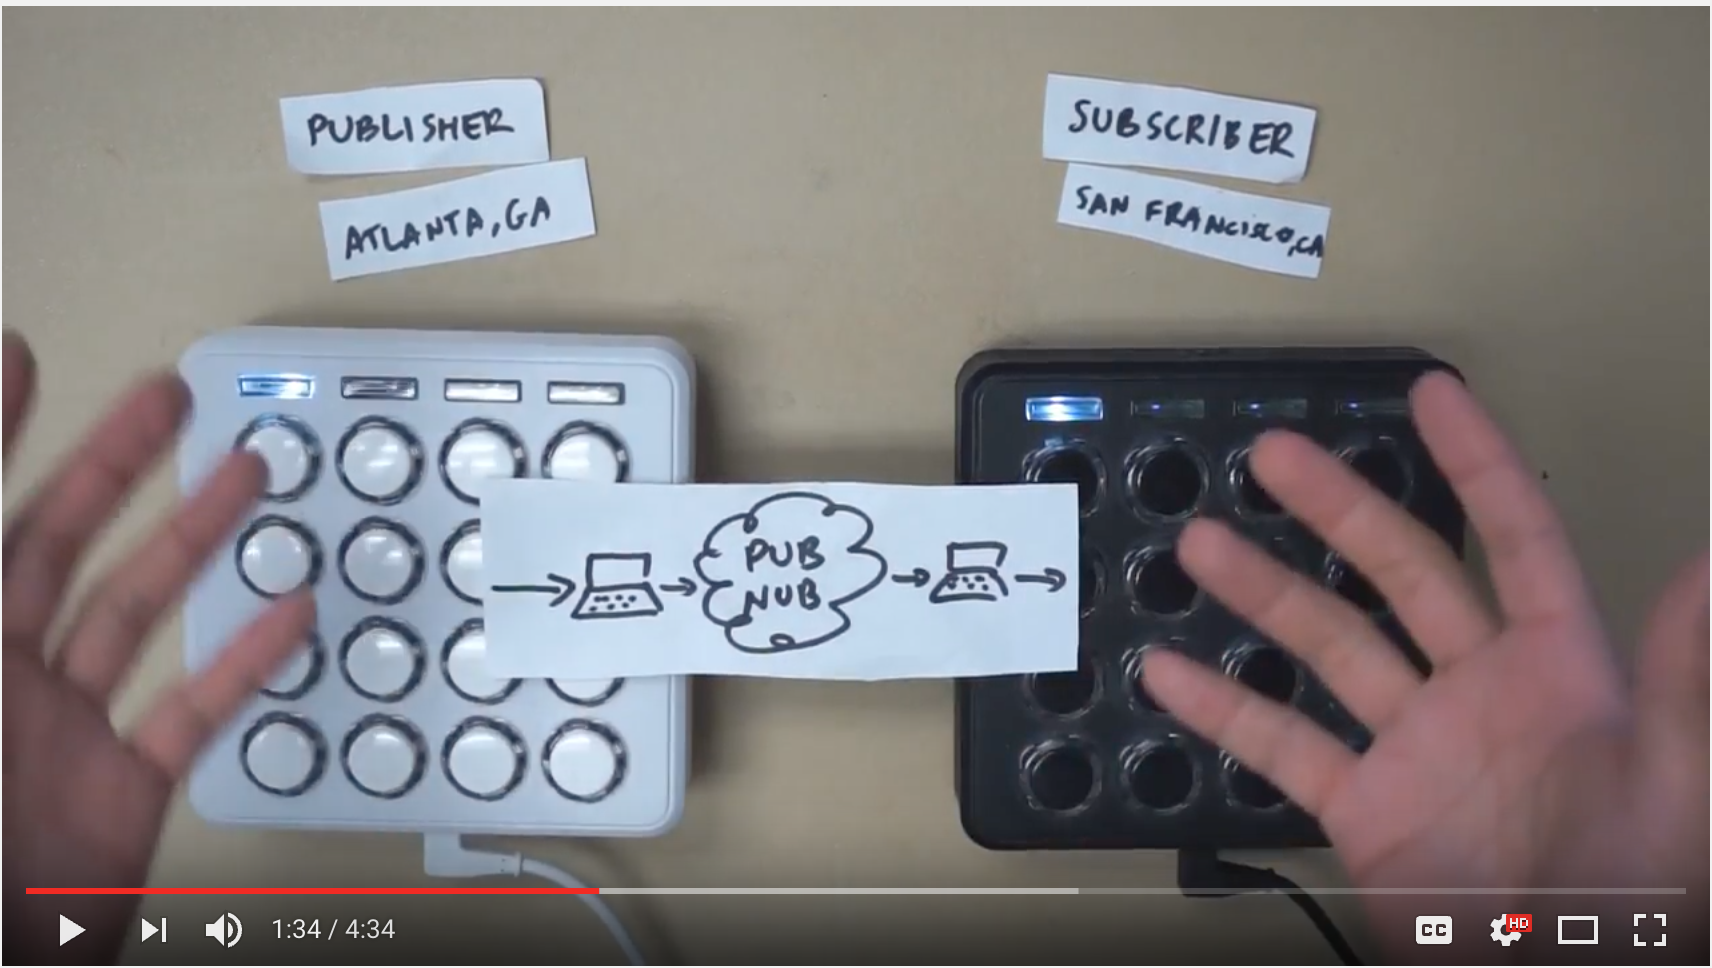 PUBLISHER
ATLANTA, GA
SUBSCRIBER
SAN FRANCISCO, CA
PUB
NUB
1:34 / 4:34
CC
HD